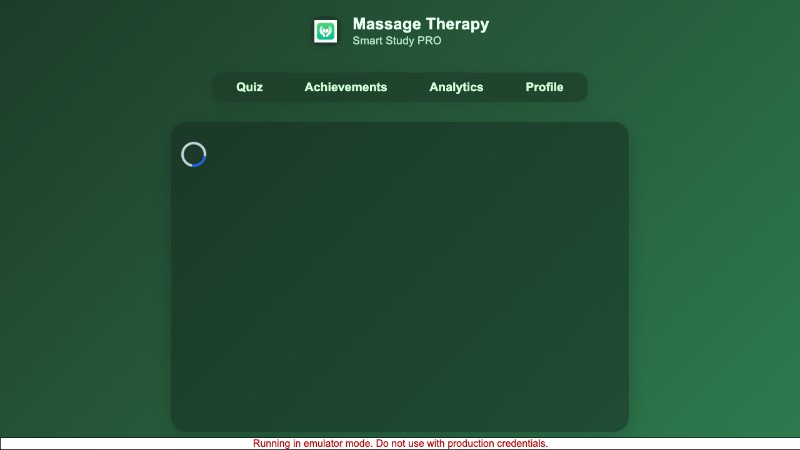 Massage Therapy
Smart Study PRO
Quiz Achievements Analytics Profile
Running in emulator mode. Do not use with production credentials.